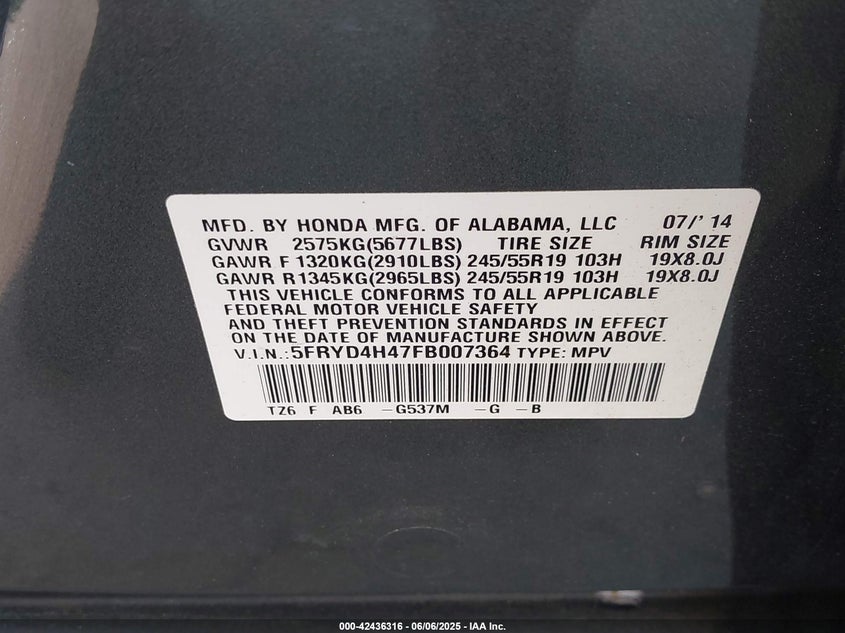 MFD. BY HONDA MFG. OF ALABAMA, LLC 07/' 14
GVWR 2575KG(5677LBS) TIRE SIZE RIM SIZE
GAWR F 1320KG(2910LBS) 245/55R19 103H 19X8.0J
GAWR R 1345KG(2965LBS) 245/55R19 103H 19X8.0J
THIS VEHICLE CONFORMS TO ALL APPLICABLE
FEDERAL MOTOR VEHICLE SAFETY
AND THEFT PREVENTION STANDARDS IN EFFECT
ON THE DATE OF MANUFACTURE SHOWN ABOVE.
V.I.N.:5FRYD4H47FB007364 TYPE: MPV
TZ6 F AB6 -G537M -G -B
000-42436316 - 06/06/2025 - IAA Inc.